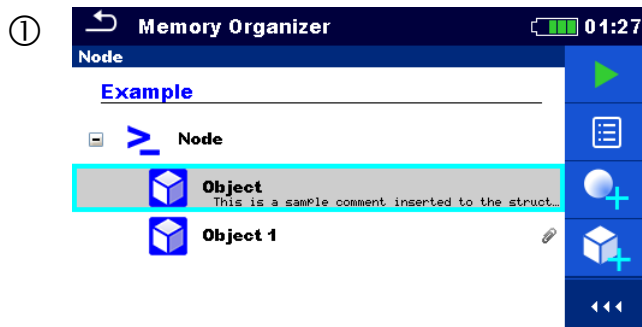 ①
Memory Organizer 01:27
Node
Example
Node
Object
This is a sample comment inserted to the struct...
Object 1